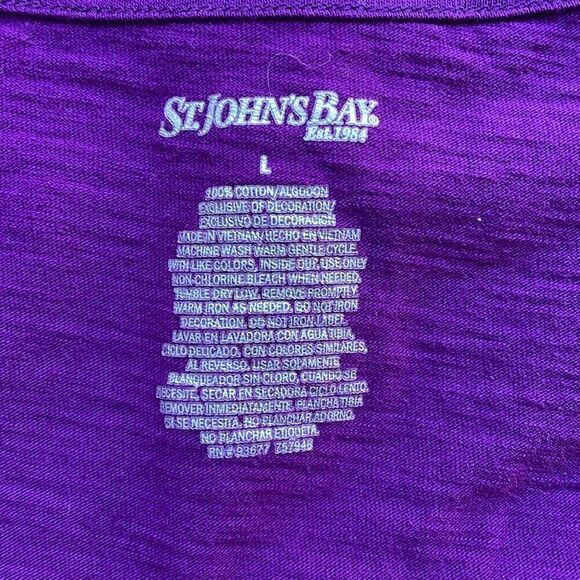 ST. JOHN'S BAY®
Est. 1984
L
100% COTTON/ALGODON
EXCLUSIVE OF DECORATION/
EXCLUSIVO DE DECORACION
MADE IN VIETNAM/HECHO EN VIETNAM
MACHINE WASH WARM GENTLE CYCLE.
WITH LIKE COLORS, INSIDE OUT, USE ONLY
NON-CHLORINE BLEACH WHEN NEEDED.
TUMBLE DRY LOW, REMOVE PROMPTLY.
WARM IRON AS NEEDED, DO NOT IRON
DECORATION, DO NOT IRON LABEL.
LAVAR EN LAVADORA CON AGUA TIBIA,
CICLO DELICADO, CON COLORES SIMILARES,
AL REVERSO, USAR SOLAMENTE
BLANQUEADOR SIN CLORO, CUANDO SE
NECESITE, SECAR EN SECADORA CICLO LENTO.
REMOVER INMEDIATAMENTE, PLANCHA TIBIA
SI SE NECESITA, NO PLANCHAR ADORNO,
NO PLANCHAR ETIQUETA.
RN # 93677 757948